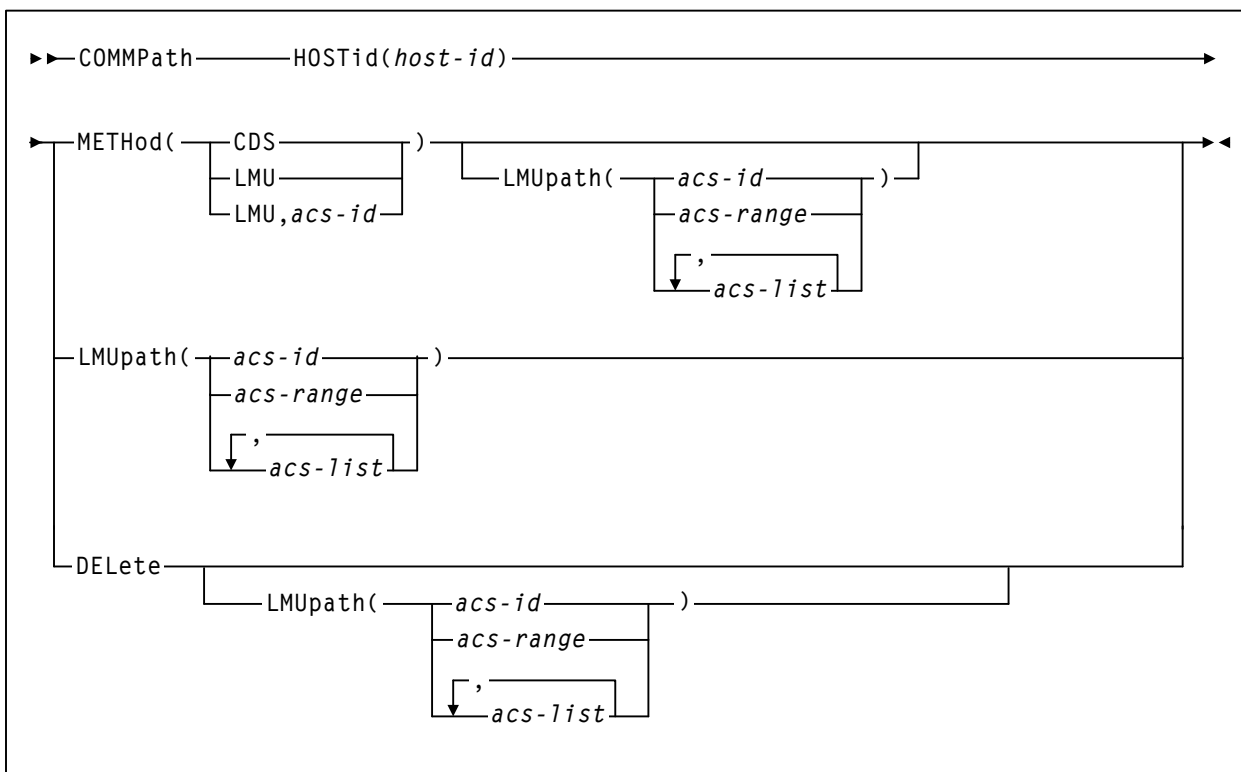 COMMPath HOSTid(host-id)
METHod( CDS )
LMU LMUpath( acs-id )
LMU,acs-id acs-range
,
acs-list
LMUpath( acs-id )
acs-range
,
acs-list
DELete
LMUpath( acs-id )
acs-range
,
acs-list